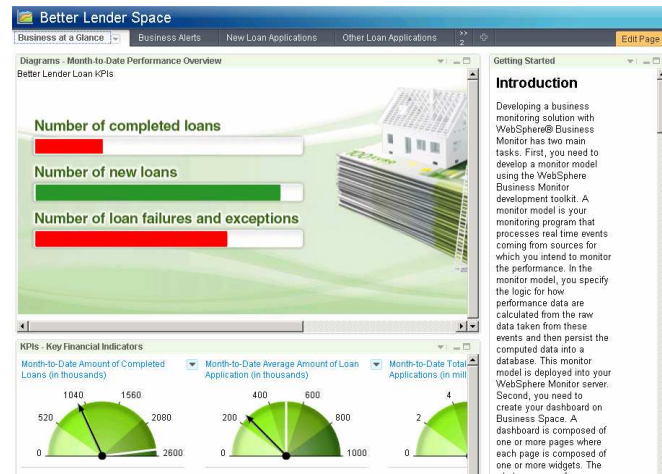 Better Lender Space
Business at a Glance
Business Alerts
New Loan Applications
Other Loan Applications
>>
2
Edit Page
Diagrams - Month-to-Date Performance Overview
Better Lender Loan KPIs
Number of completed loans
Number of new loans
Number of loan failures and exceptions
KPIs - Key Financial Indicators
Month-to-Date Amount of Completed
Loans (in thousands)
1040 1560
520 2080
0 2600
Month-to-Date Average Amount of Loan
Application (in thousands)
400 600
200 800
0 1000
Month-to-Date Total
Applications (in mill
4
2
0
Getting Started
Introduction
Developing a business
monitoring solution with
WebSphere® Business
Monitor has two main
tasks. First, you need to
develop a monitor model
using the WebSphere
Business Monitor
development toolkit. A
monitor model is your
monitoring program that
processes real time events
coming from sources for
which you intend to monitor
the performance. In the
monitor model, you specify
the logic for how
performance data are
calculated from the raw
data taken from these
events and then persist the
computed data into a
database. This monitor
model is deployed into your
WebSphere Monitor server.
Second, you need to
create your dashboard on
Business Space. A
dashboard is composed of
one or more pages where
each page is composed of
one or more widgets. The